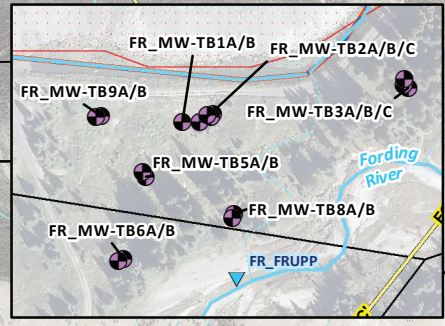 FR_MW-TB1A/B
FR_MW-TB2A/B/C
FR_MW-TB9A/B
FR_MW-TB3A/B/C
FR_MW-TB5A/B
Fording
River
FR_MW-TB8A/B
FR_MW-TB6A/B
FR_FRUPP